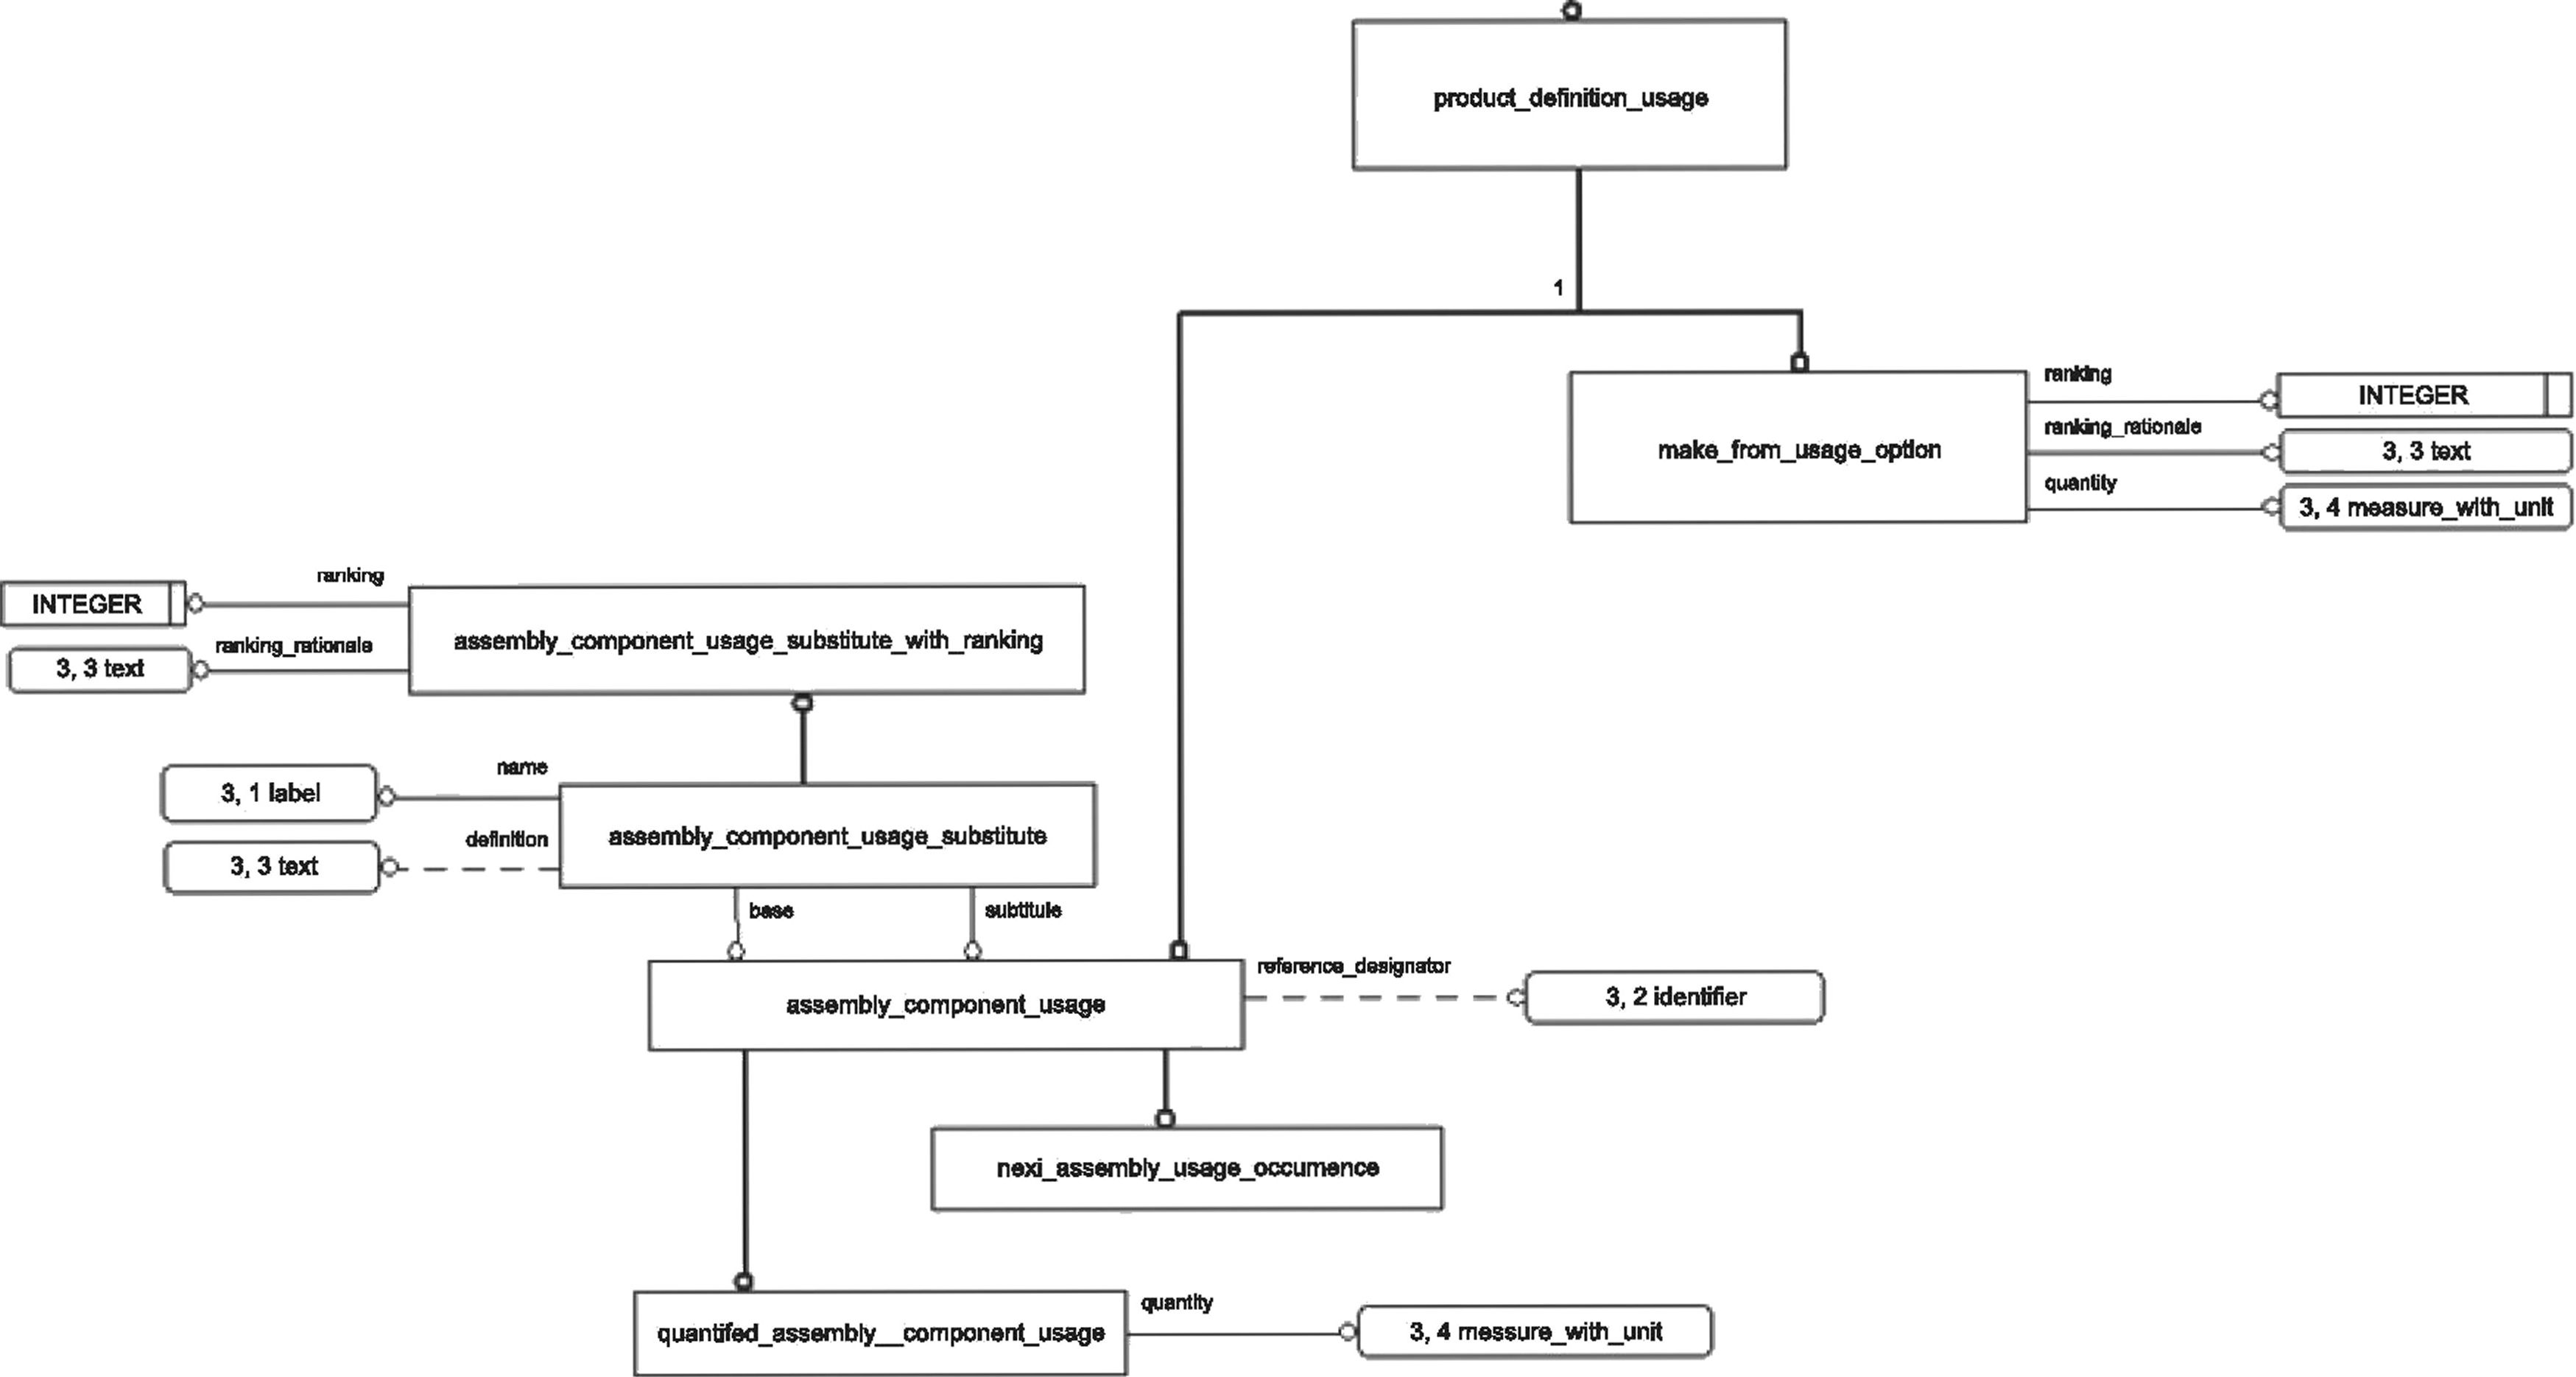 product_definition_usage
1
ranking
INTEGER
ranking_rationale
3, 3 text
make_from_usage_option
quantity
3, 4 measure_with_unit
ranking
INTEGER
ranking_rationale
3, 3 text
assembly_component_usage_substitute_with_ranking
name
3, 1 label
definition
3, 3 text
assembly_component_usage_substitute
base
subtitule
reference_designator
assembly_component_usage
3, 2 identifier
nexi_assembly_usage_occumence
quantity
quantifed_assembly__component_usage
3, 4 messure_with_unit